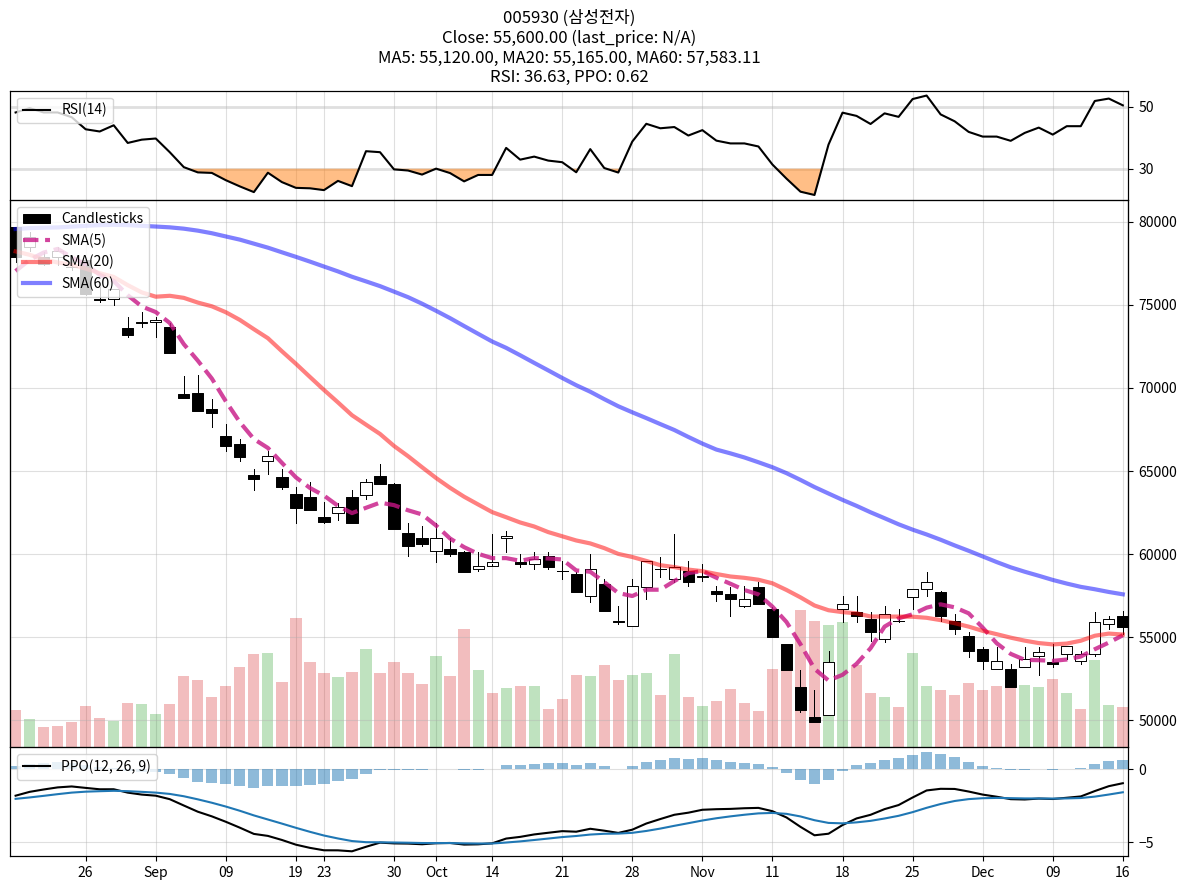 005930 (삼성전자)
Close: 55,600.00 (last_price: N/A)
MA5: 55,120.00, MA20: 55,165.00, MA60: 57,583.11
RSI: 36.63, PPO: 0.62
RSI(14)
50
30
Candlesticks
SMA(5)
SMA(20)
SMA(60)
80000
75000
70000
65000
60000
55000
50000
PPO(12, 26, 9)
0
−5
26 Sep 09 19 23 30 Oct 14 21 28 Nov 11 18 25 Dec 09 16